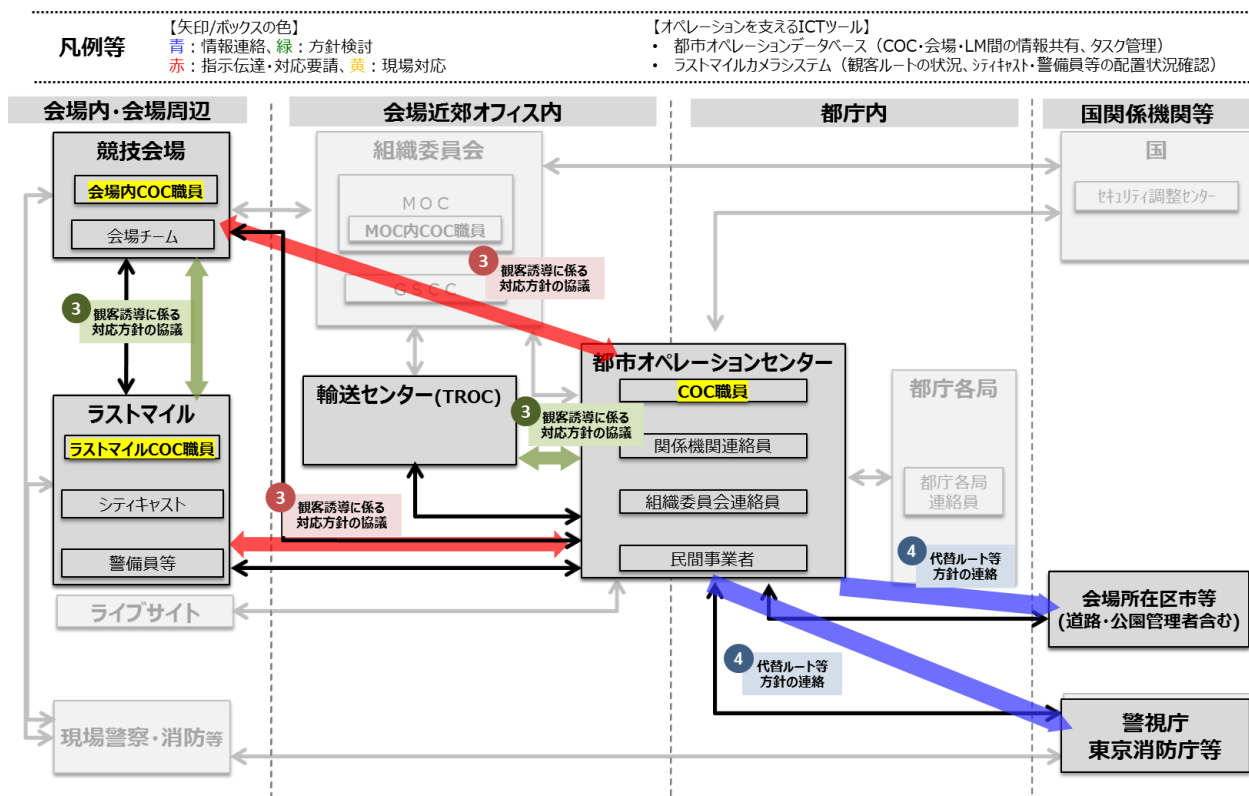 凡例等
【矢印/ボックスの色】
青：情報連絡、緑：方針検討
赤：指示伝達・対応要請、黄：現場対応
【オペレーションを支えるICTツール】
• 都市オペレーションデータベース（COC・会場・LM間の情報共有、タスク管理）
• ラストマイルカメラシステム（観客ルートの状況、シティキャスト・警備員等の配置状況確認）
会場内・会場周辺
会場近郊オフィス内
都庁内
国関係機関等
競技会場
会場内COC職員
会場チーム
組織委員会
MOC
MOC内COC職員
GSCC
国
セキュリティ調整センター
3
観客誘導に係る
対応方針の協議
3
観客誘導に係る
対応方針の協議
都市オペレーションセンター
COC職員
関係機関連絡員
組織委員会連絡員
民間事業者
輸送センター(TROC)
3
観客誘導に係る
対応方針の協議
都庁各局
都庁各局
連絡員
ラストマイル
ラストマイルCOC職員
シティキャスト
警備員等
3
観客誘導に係る
対応方針の協議
4
代替ルート等
方針の連絡
ライブサイト
会場所在区市等
(道路・公園管理者含む)
4
代替ルート等
方針の連絡
現場警察・消防等
警視庁
東京消防庁等